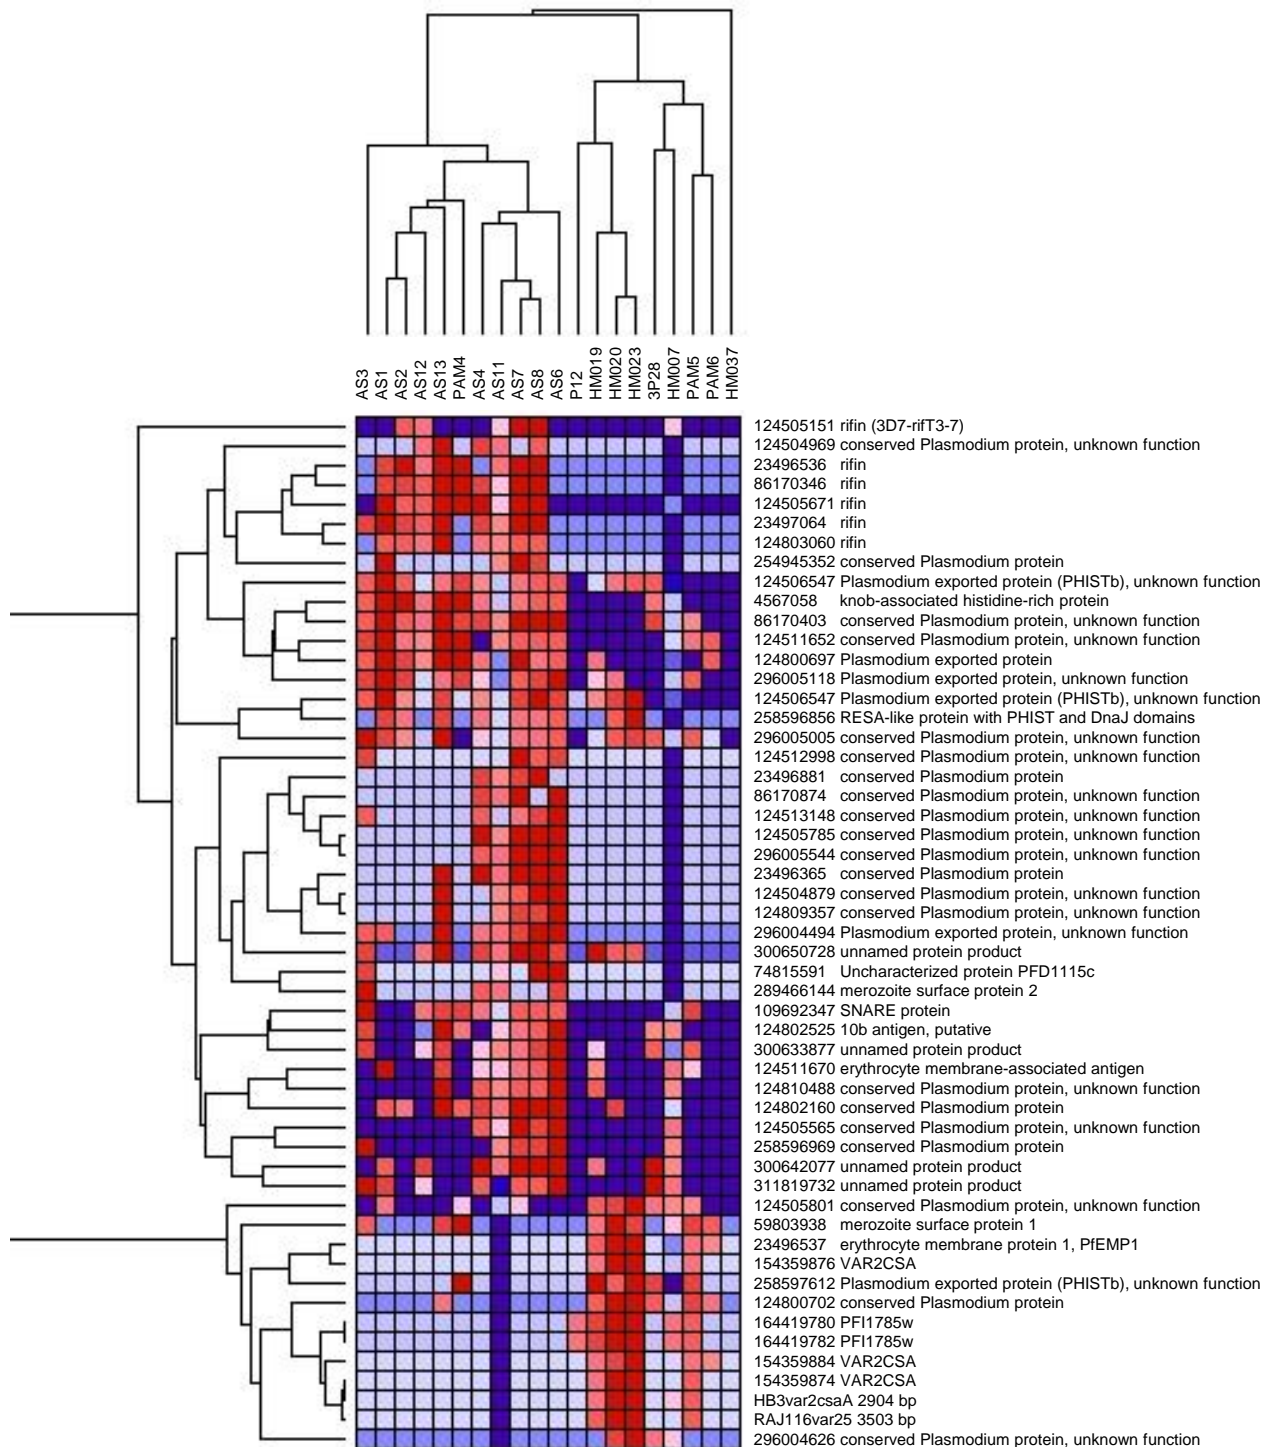 AS3
AS1
AS2
AS12
AS13
PAM4
AS4
AS11
AS7
AS8
AS6
P12
HM019
HM020
HM023
3P28
HM007
PAM5
PAM6
HM037
124505151 rifin (3D7-rifT3-7)
124504969 conserved Plasmodium protein, unknown function
23496536 rifin
86170346 rifin
124505671 rifin
23497064 rifin
124803060 rifin
254945352 conserved Plasmodium protein
124506547 Plasmodium exported protein (PHISTb), unknown function
4567058 knob-associated histidine-rich protein
86170403 conserved Plasmodium protein, unknown function
124511652 conserved Plasmodium protein, unknown function
124800697 Plasmodium exported protein
296005118 Plasmodium exported protein, unknown function
124506547 Plasmodium exported protein (PHISTb), unknown function
258596856 RESA-like protein with PHIST and DnaJ domains
296005005 conserved Plasmodium protein, unknown function
124512998 conserved Plasmodium protein, unknown function
23496881 conserved Plasmodium protein
86170874 conserved Plasmodium protein, unknown function
124513148 conserved Plasmodium protein, unknown function
124505785 conserved Plasmodium protein, unknown function
296005544 conserved Plasmodium protein, unknown function
23496365 conserved Plasmodium protein
124504879 conserved Plasmodium protein, unknown function
124809357 conserved Plasmodium protein, unknown function
296004494 Plasmodium exported protein, unknown function
300650728 unnamed protein product
74815591 Uncharacterized protein PFD1115c
289466144 merozoite surface protein 2
109692347 SNARE protein
124802525 10b antigen, putative
300633877 unnamed protein product
124511670 erythrocyte membrane-associated antigen
124810488 conserved Plasmodium protein, unknown function
124802160 conserved Plasmodium protein
124505565 conserved Plasmodium protein, unknown function
258596969 conserved Plasmodium protein
300642077 unnamed protein product
311819732 unnamed protein product
124505801 conserved Plasmodium protein, unknown function
59803938 merozoite surface protein 1
23496537 erythrocyte membrane protein 1, PfEMP1
154359876 VAR2CSA
258597612 Plasmodium exported protein (PHISTb), unknown function
124800702 conserved Plasmodium protein
164419780 PFI1785w
164419782 PFI1785w
154359884 VAR2CSA
154359874 VAR2CSA
HB3var2csaA 2904 bp
RAJ116var25 3503 bp
296004626 conserved Plasmodium protein, unknown function